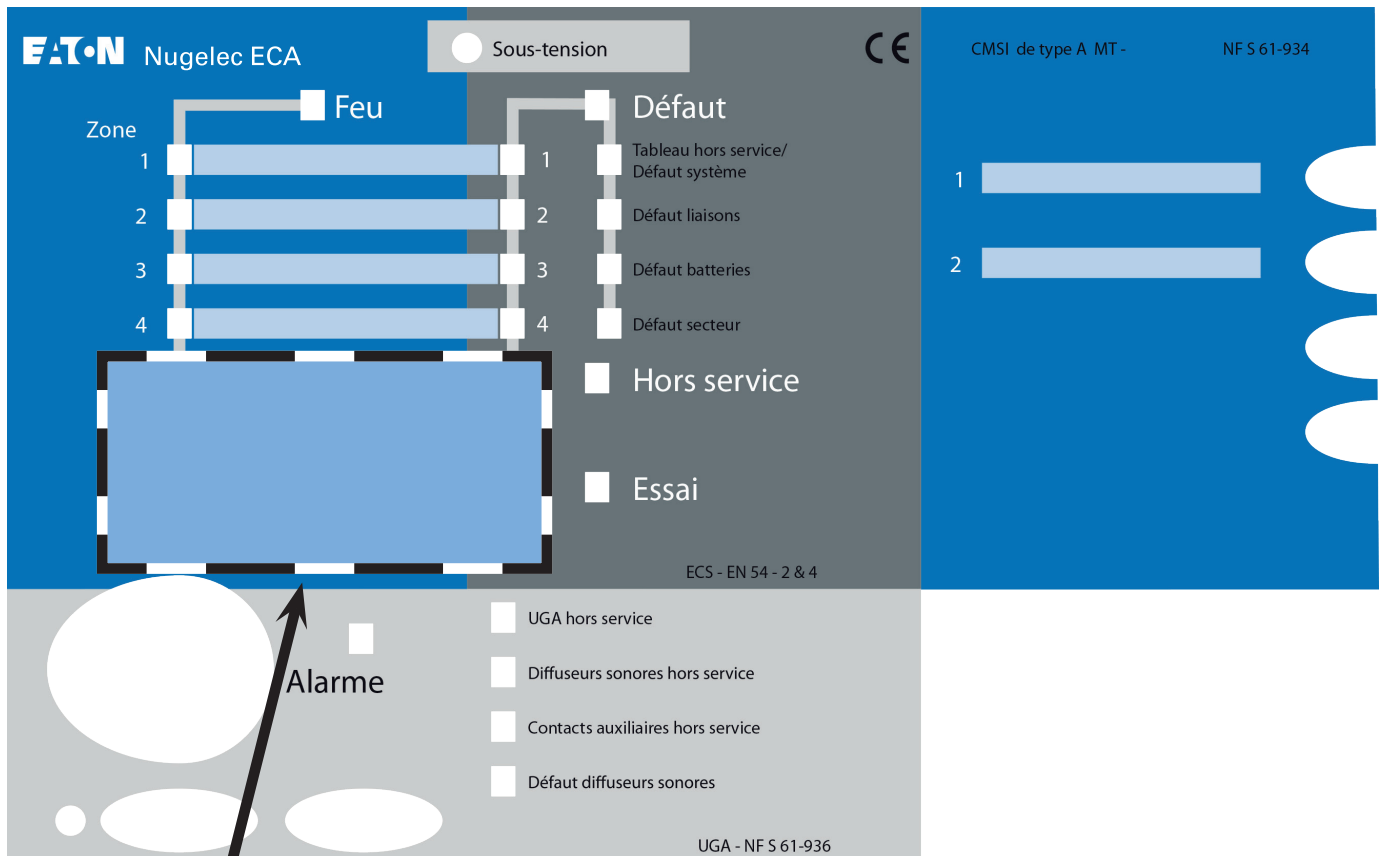 EATON Nugelec ECA
Sous-tension
CE
CMSI de type A MT - NF S 61-934
Feu
Défaut
Zone
1
1
Tableau hors service/
Défaut système
2
2
Défaut liaisons
3
3
Défaut batteries
4
4
Défaut secteur
Hors service
Essai
ECS - EN 54 - 2 & 4
1
2
Alarme
UGA hors service
Diffuseurs sonores hors service
Contacts auxiliaires hors service
Défaut diffuseurs sonores
UGA - NF S 61-936